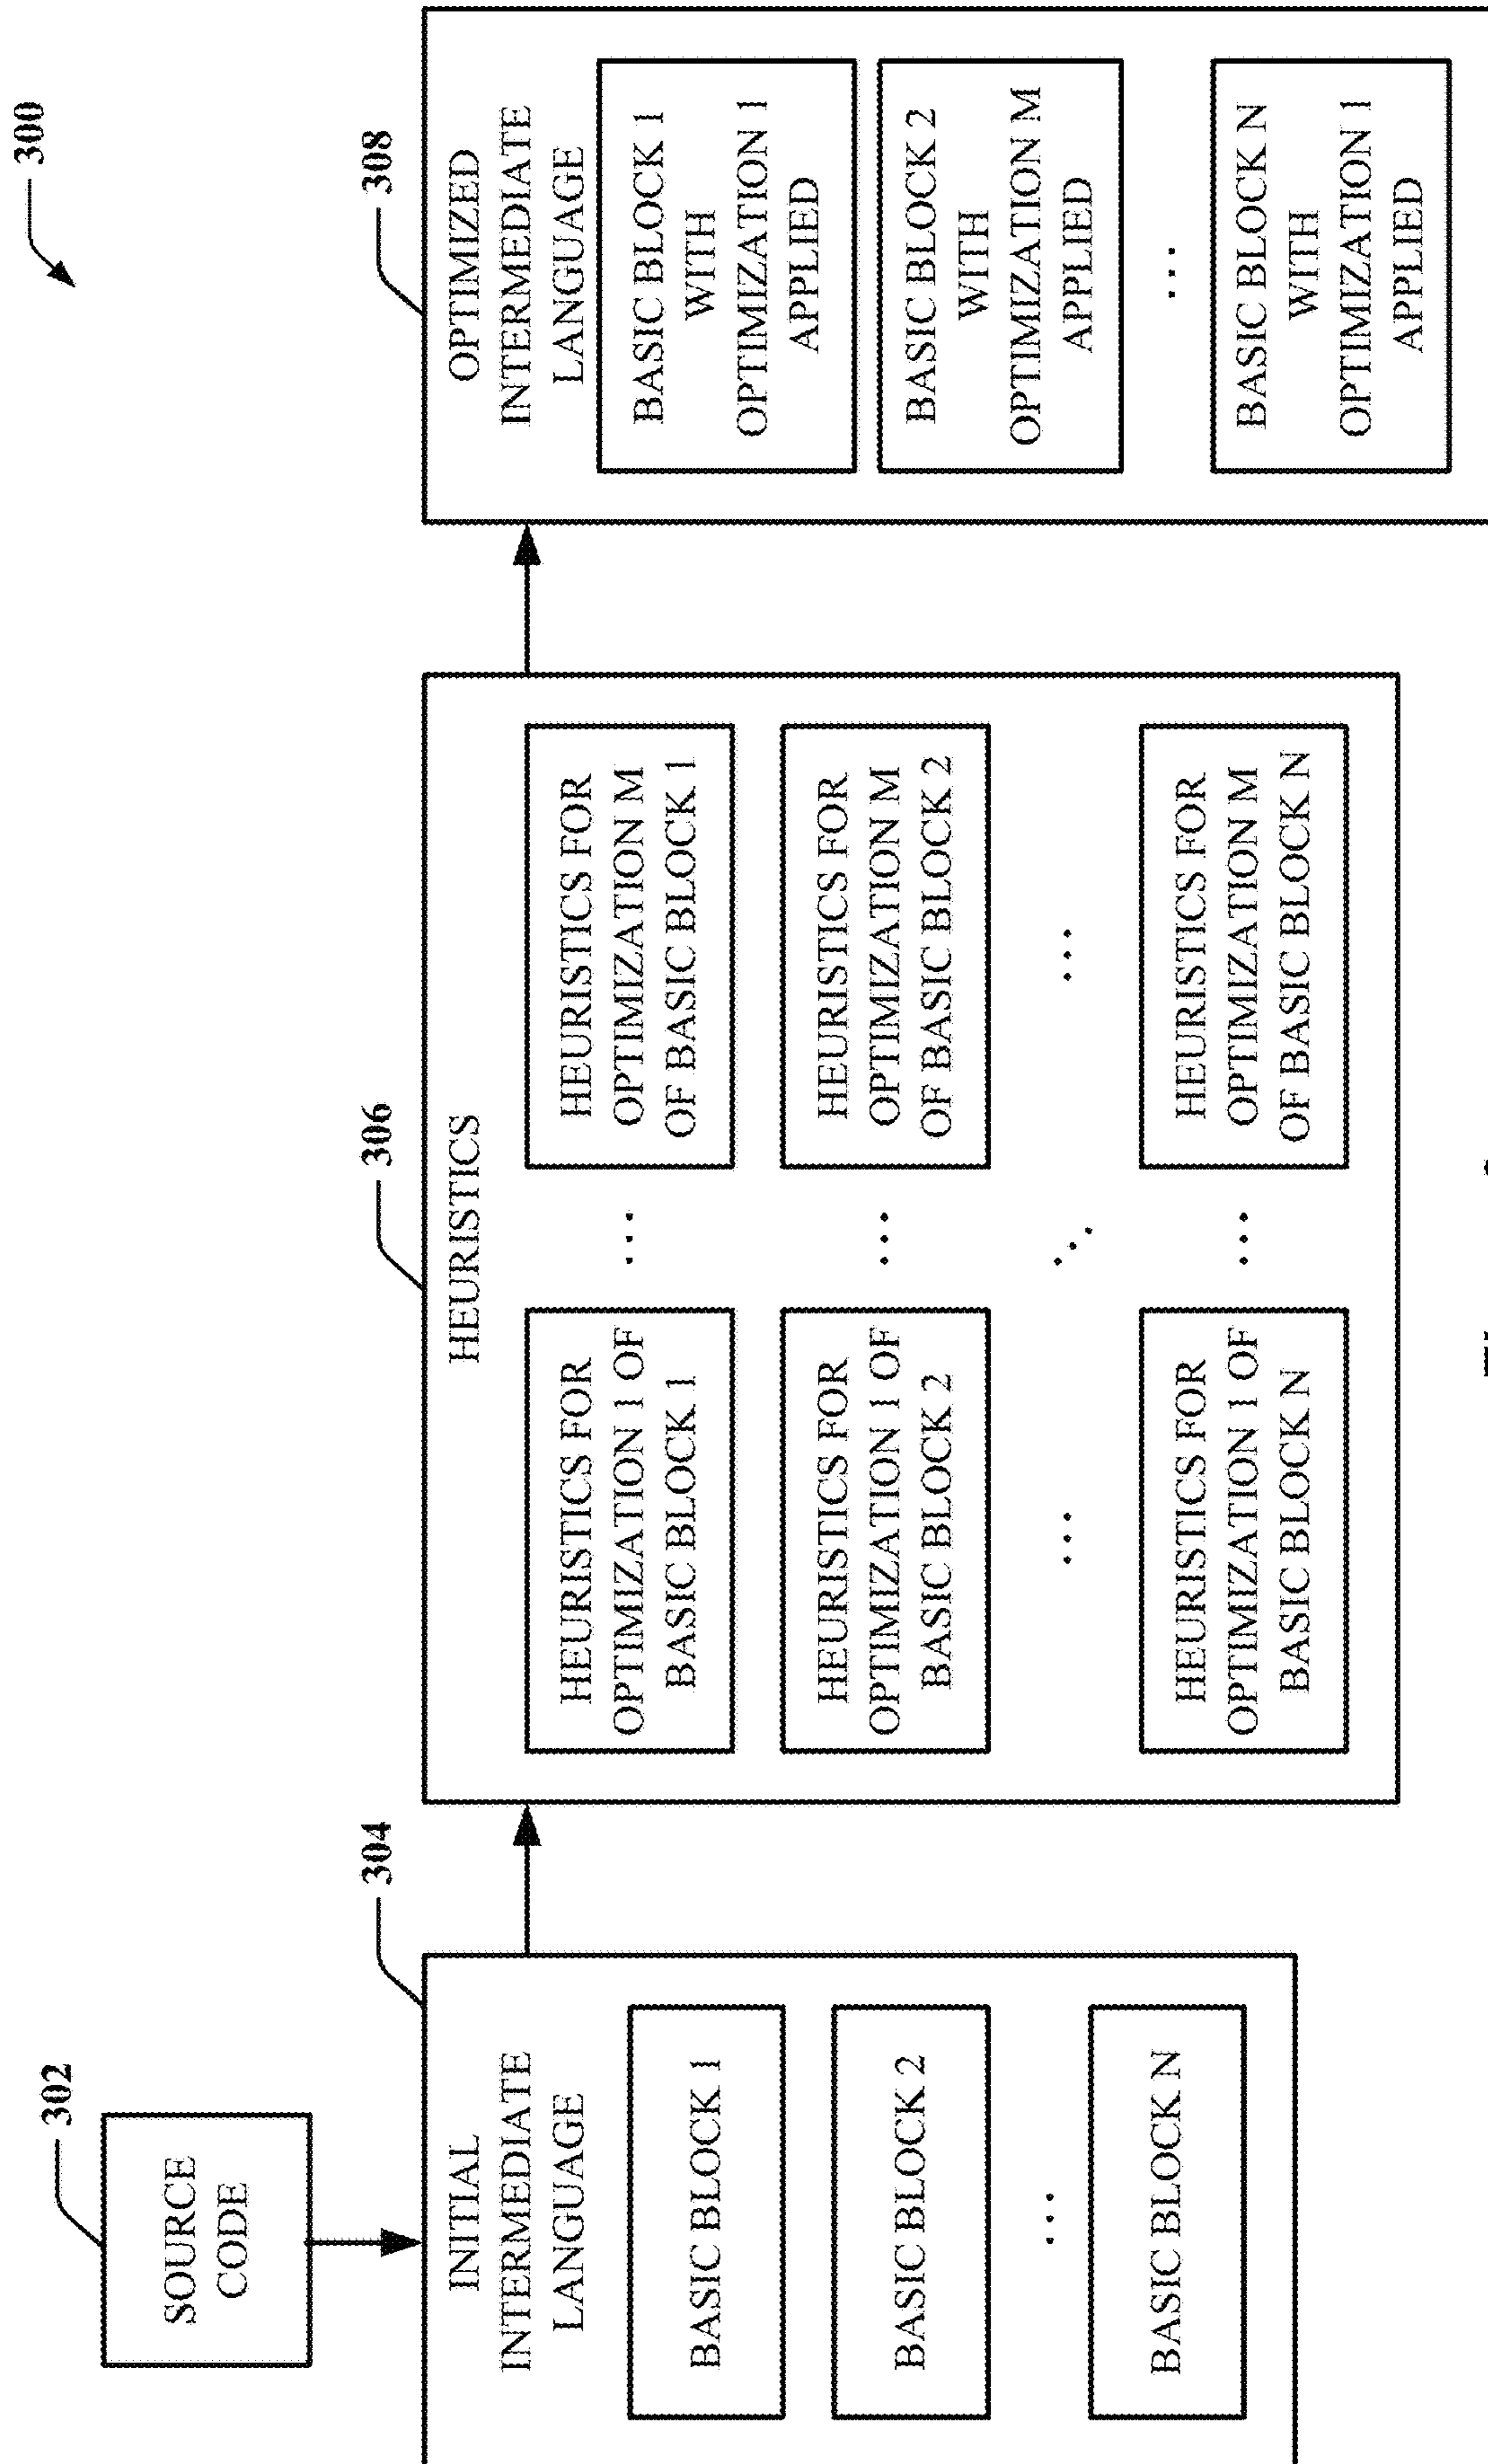 300
302
SOURCE
CODE
304
INITIAL
INTERMEDIATE
LANGUAGE
BASIC BLOCK 1
BASIC BLOCK 2
...
BASIC BLOCK N
306
HEURISTICS
HEURISTICS FOR
OPTIMIZATION 1 OF
BASIC BLOCK 1
...
HEURISTICS FOR
OPTIMIZATION M
OF BASIC BLOCK 1
HEURISTICS FOR
OPTIMIZATION 1 OF
BASIC BLOCK 2
...
HEURISTICS FOR
OPTIMIZATION M
OF BASIC BLOCK 2
...
...
...
HEURISTICS FOR
OPTIMIZATION 1 OF
BASIC BLOCK N
...
HEURISTICS FOR
OPTIMIZATION M
OF BASIC BLOCK N
308
OPTIMIZED
INTERMEDIATE
LANGUAGE
BASIC BLOCK 1
WITH
OPTIMIZATION 1
APPLIED
BASIC BLOCK 2
WITH
OPTIMIZATION M
APPLIED
...
BASIC BLOCK N
WITH
OPTIMIZATION 1
APPLIED